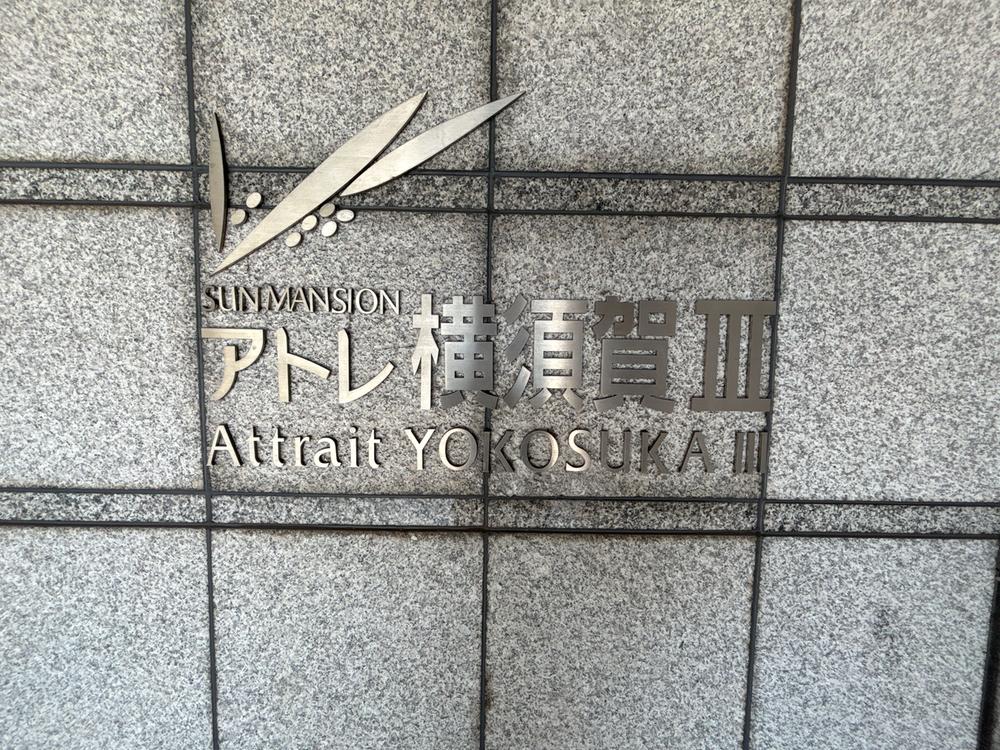 SUN MANSION
アトレ横須賀Ⅲ
Attrait YOKOSUKA Ⅲ